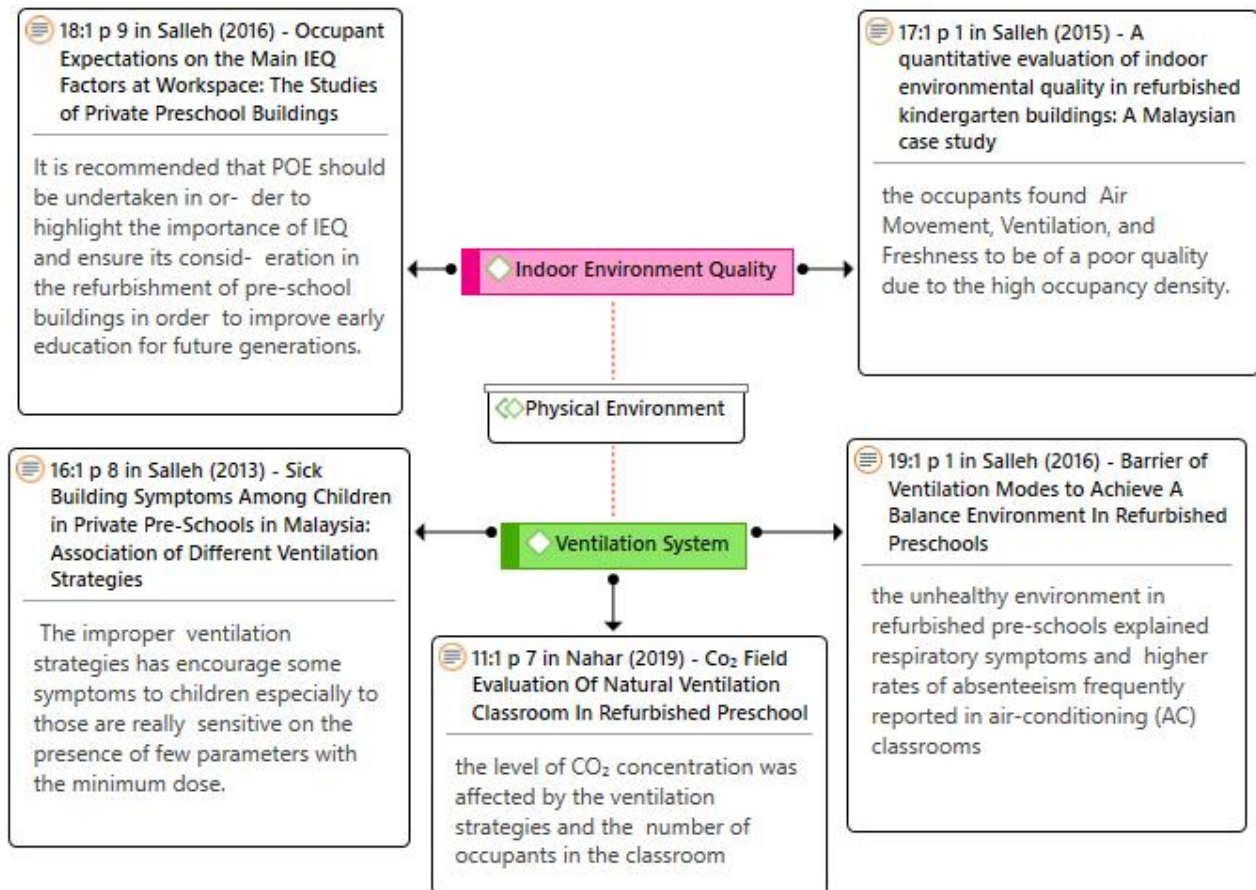 18:1 p 9 in Salleh (2016) - Occupant
Expectations on the Main IEQ
Factors at Workspace: The Studies
of Private Preschool Buildings
It is recommended that POE should
be undertaken in or-  der to
highlight the importance of IEQ
and ensure its consid-  eration in
the refurbishment of pre-school
buildings in order  to improve early
education for future generations.
17:1 p 1 in Salleh (2015) - A
quantitative evaluation of indoor
environmental quality in refurbished
kindergarten buildings: A Malaysian
case study
the occupants found  Air
Movement, Ventilation, and
Freshness to be of a poor quality
due to the high occupancy density.
Indoor Environment Quality
Physical Environment
16:1 p 8 in Salleh (2013) - Sick
Building Symptoms Among Children
in Private Pre-Schools in Malaysia:
Association of Different Ventilation
Strategies
The improper  ventilation
strategies has encourage some
symptoms to children especially to
those are really  sensitive on the
presence of few parameters with
the minimum dose.
Ventilation System
19:1 p 1 in Salleh (2016) - Barrier of
Ventilation Modes to Achieve A
Balance Environment In Refurbished
Preschools
the unhealthy environment in
refurbished pre-schools explained
respiratory symptoms and  higher
rates of absenteeism frequently
reported in air-conditioning (AC)
classrooms
11:1 p 7 in Nahar (2019) - Co₂ Field
Evaluation Of Natural Ventilation
Classroom In Refurbished Preschool
the level of CO₂ concentration was
affected by the ventilation
strategies and the  number of
occupants in the classroom